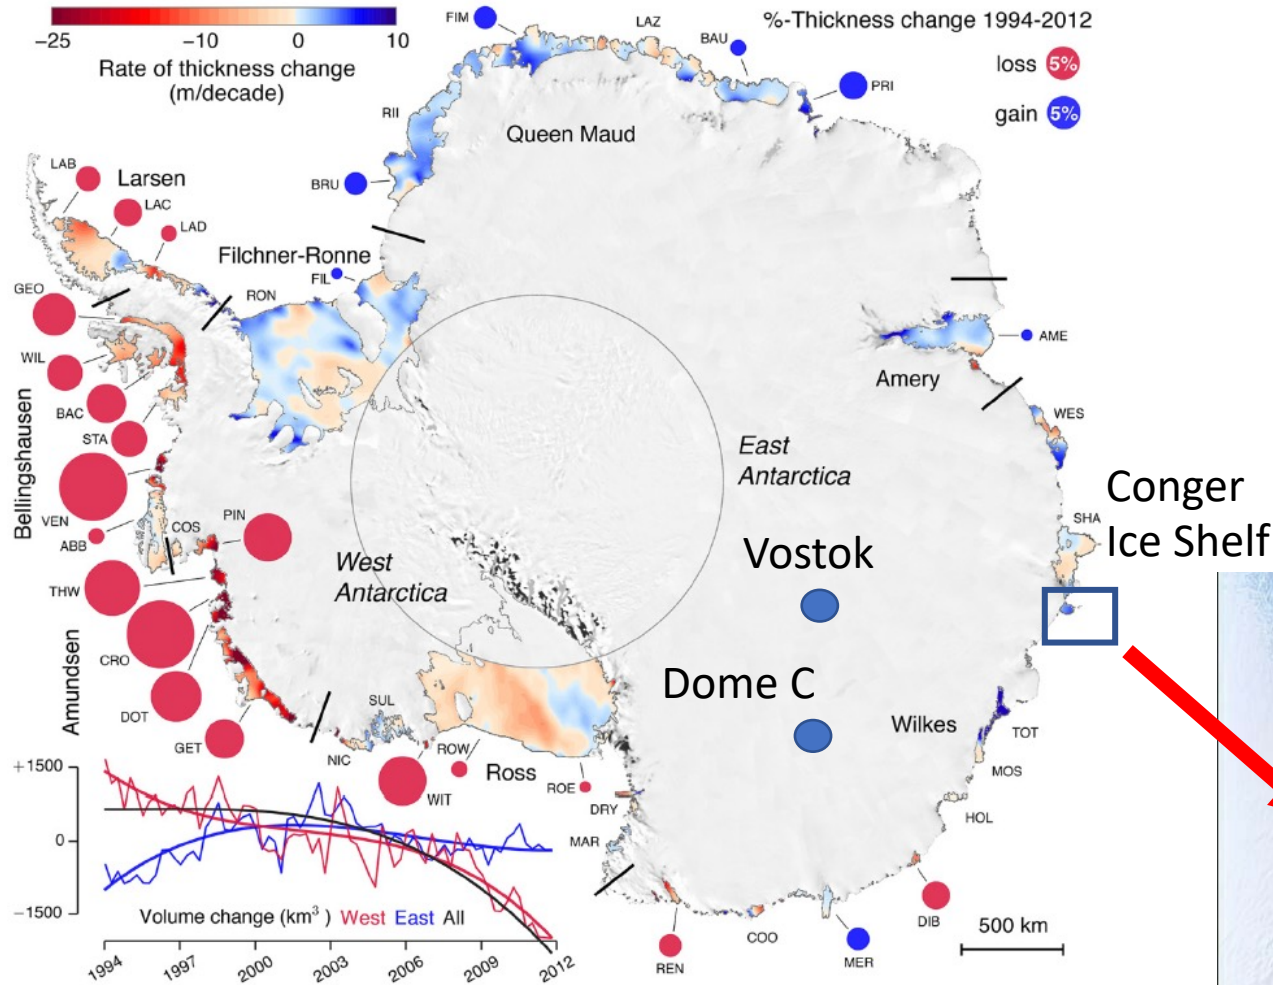 −25
−10
0
10
Rate of thickness change
(m/decade)
%-Thickness change 1994-2012
loss 5%
gain 5%
FIM
LAZ
BAU
PRI
RII
Queen Maud
BRU
LAB
Larsen
LAC
LAD
Filchner-Ronne
FIL
RON
GEO
WIL
BAC
STA
Bellingshausen
VEN
ABB
COS
PIN
AME
Amery
WES
East
Antarctica
Conger
Ice Shelf
SHA
Vostok
West
Antarctica
THW
CRO
DOT
GET
Amundsen
Dome C
Wilkes
TOT
MOS
HOL
SUL
NIC
ROW
WIT
Ross
ROE
DRY
MAR
DIB
REN
COO
MER
500 km
+1500
0
−1500
Volume change (km³ ) West East All
1994
1997
2000
2003
2006
2009
2012